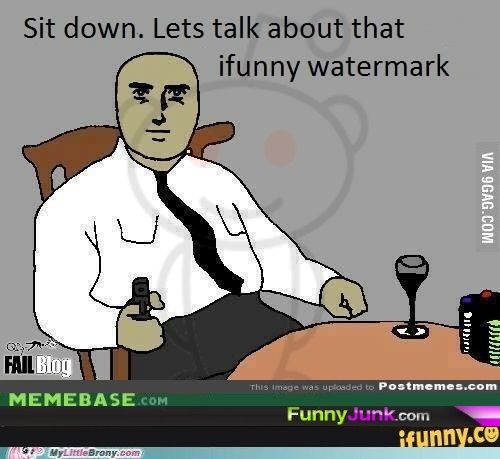 Sit down. Lets talk about that
ifunny watermark
VIA 9GAG.COM
FAIL Blog
This image was uploaded to Postmemes.com
MEMEBASE.COM
FunnyJunk.com
ifunny.co
MyLittleBrony.com